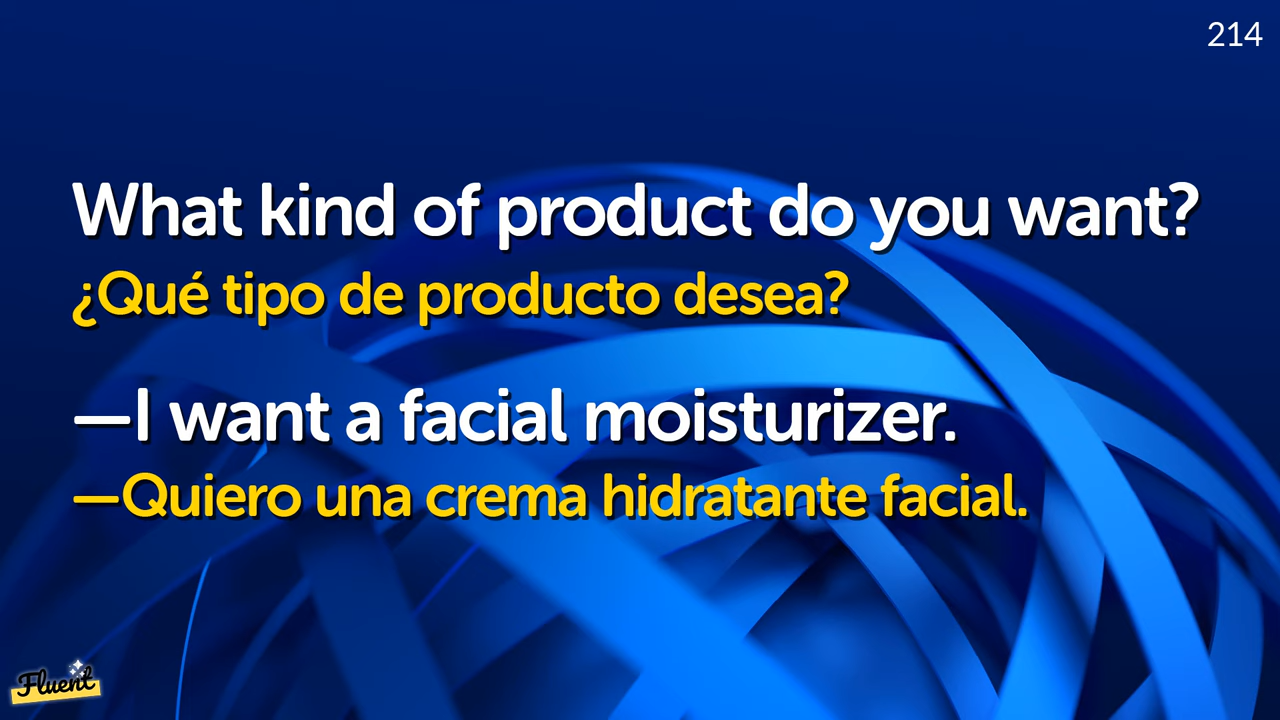 214
What kind of product do you want?
¿Qué tipo de producto desea?
—I want a facial moisturizer.
—Quiero una crema hidratante facial.
Fluent